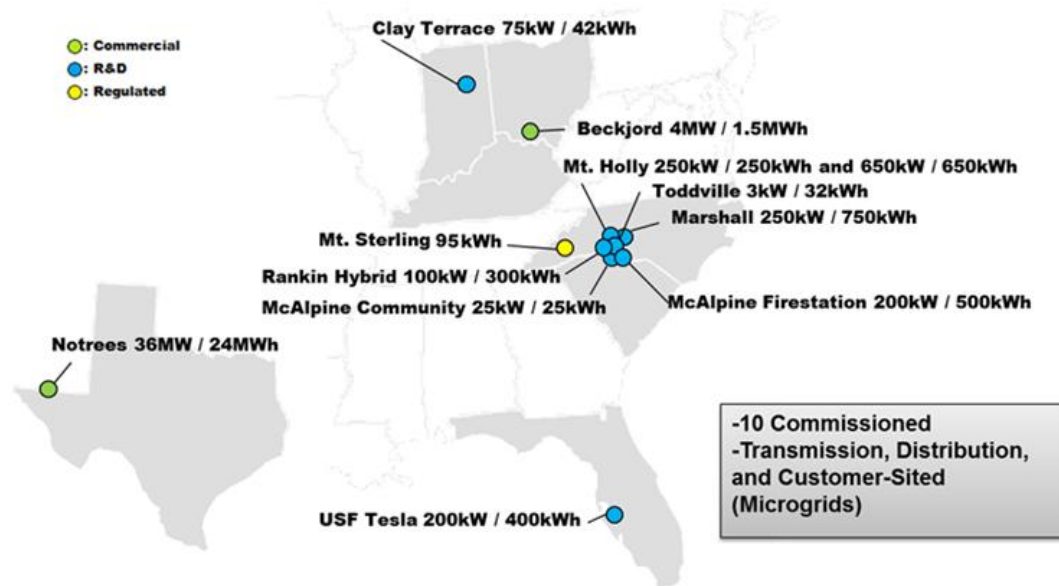 Clay Terrace 75kW / 42kWh
: Commercial
: R&D
: Regulated
Beckjord 4MW / 1.5MWh
Mt. Holly 250kW / 250kWh and 650kW / 650kWh
Toddville 3kW / 32kWh
Marshall 250kW / 750kWh
Mt. Sterling 95kWh
Rankin Hybrid 100kW / 300kWh
McAlpine Community 25kW / 25kWh
McAlpine Firestation 200kW / 500kWh
Notrees 36MW / 24MWh
-10 Commissioned
-Transmission, Distribution,
and Customer-Sited
(Microgrids)
USF Tesla 200kW / 400kWh